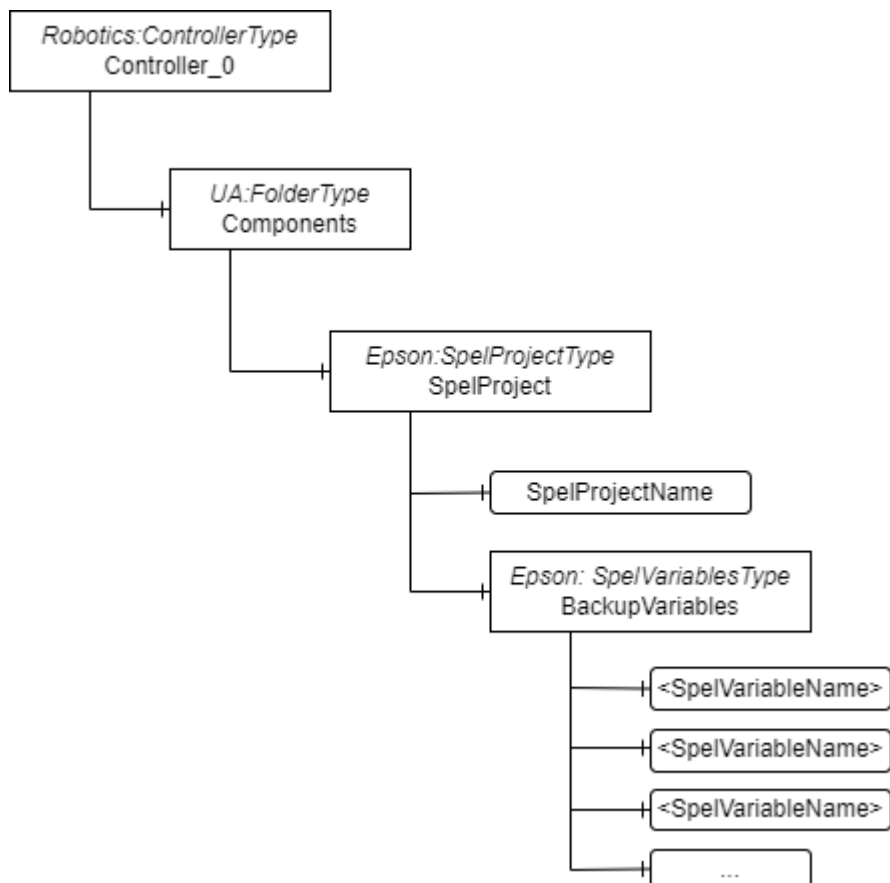 Robotics:ControllerType
Controller_0
UA:FolderType
Components
Epson:SpelProjectType
SpelProject
SpelProjectName
Epson: SpelVariablesType
BackupVariables
<SpelVariableName>
<SpelVariableName>
<SpelVariableName>
...